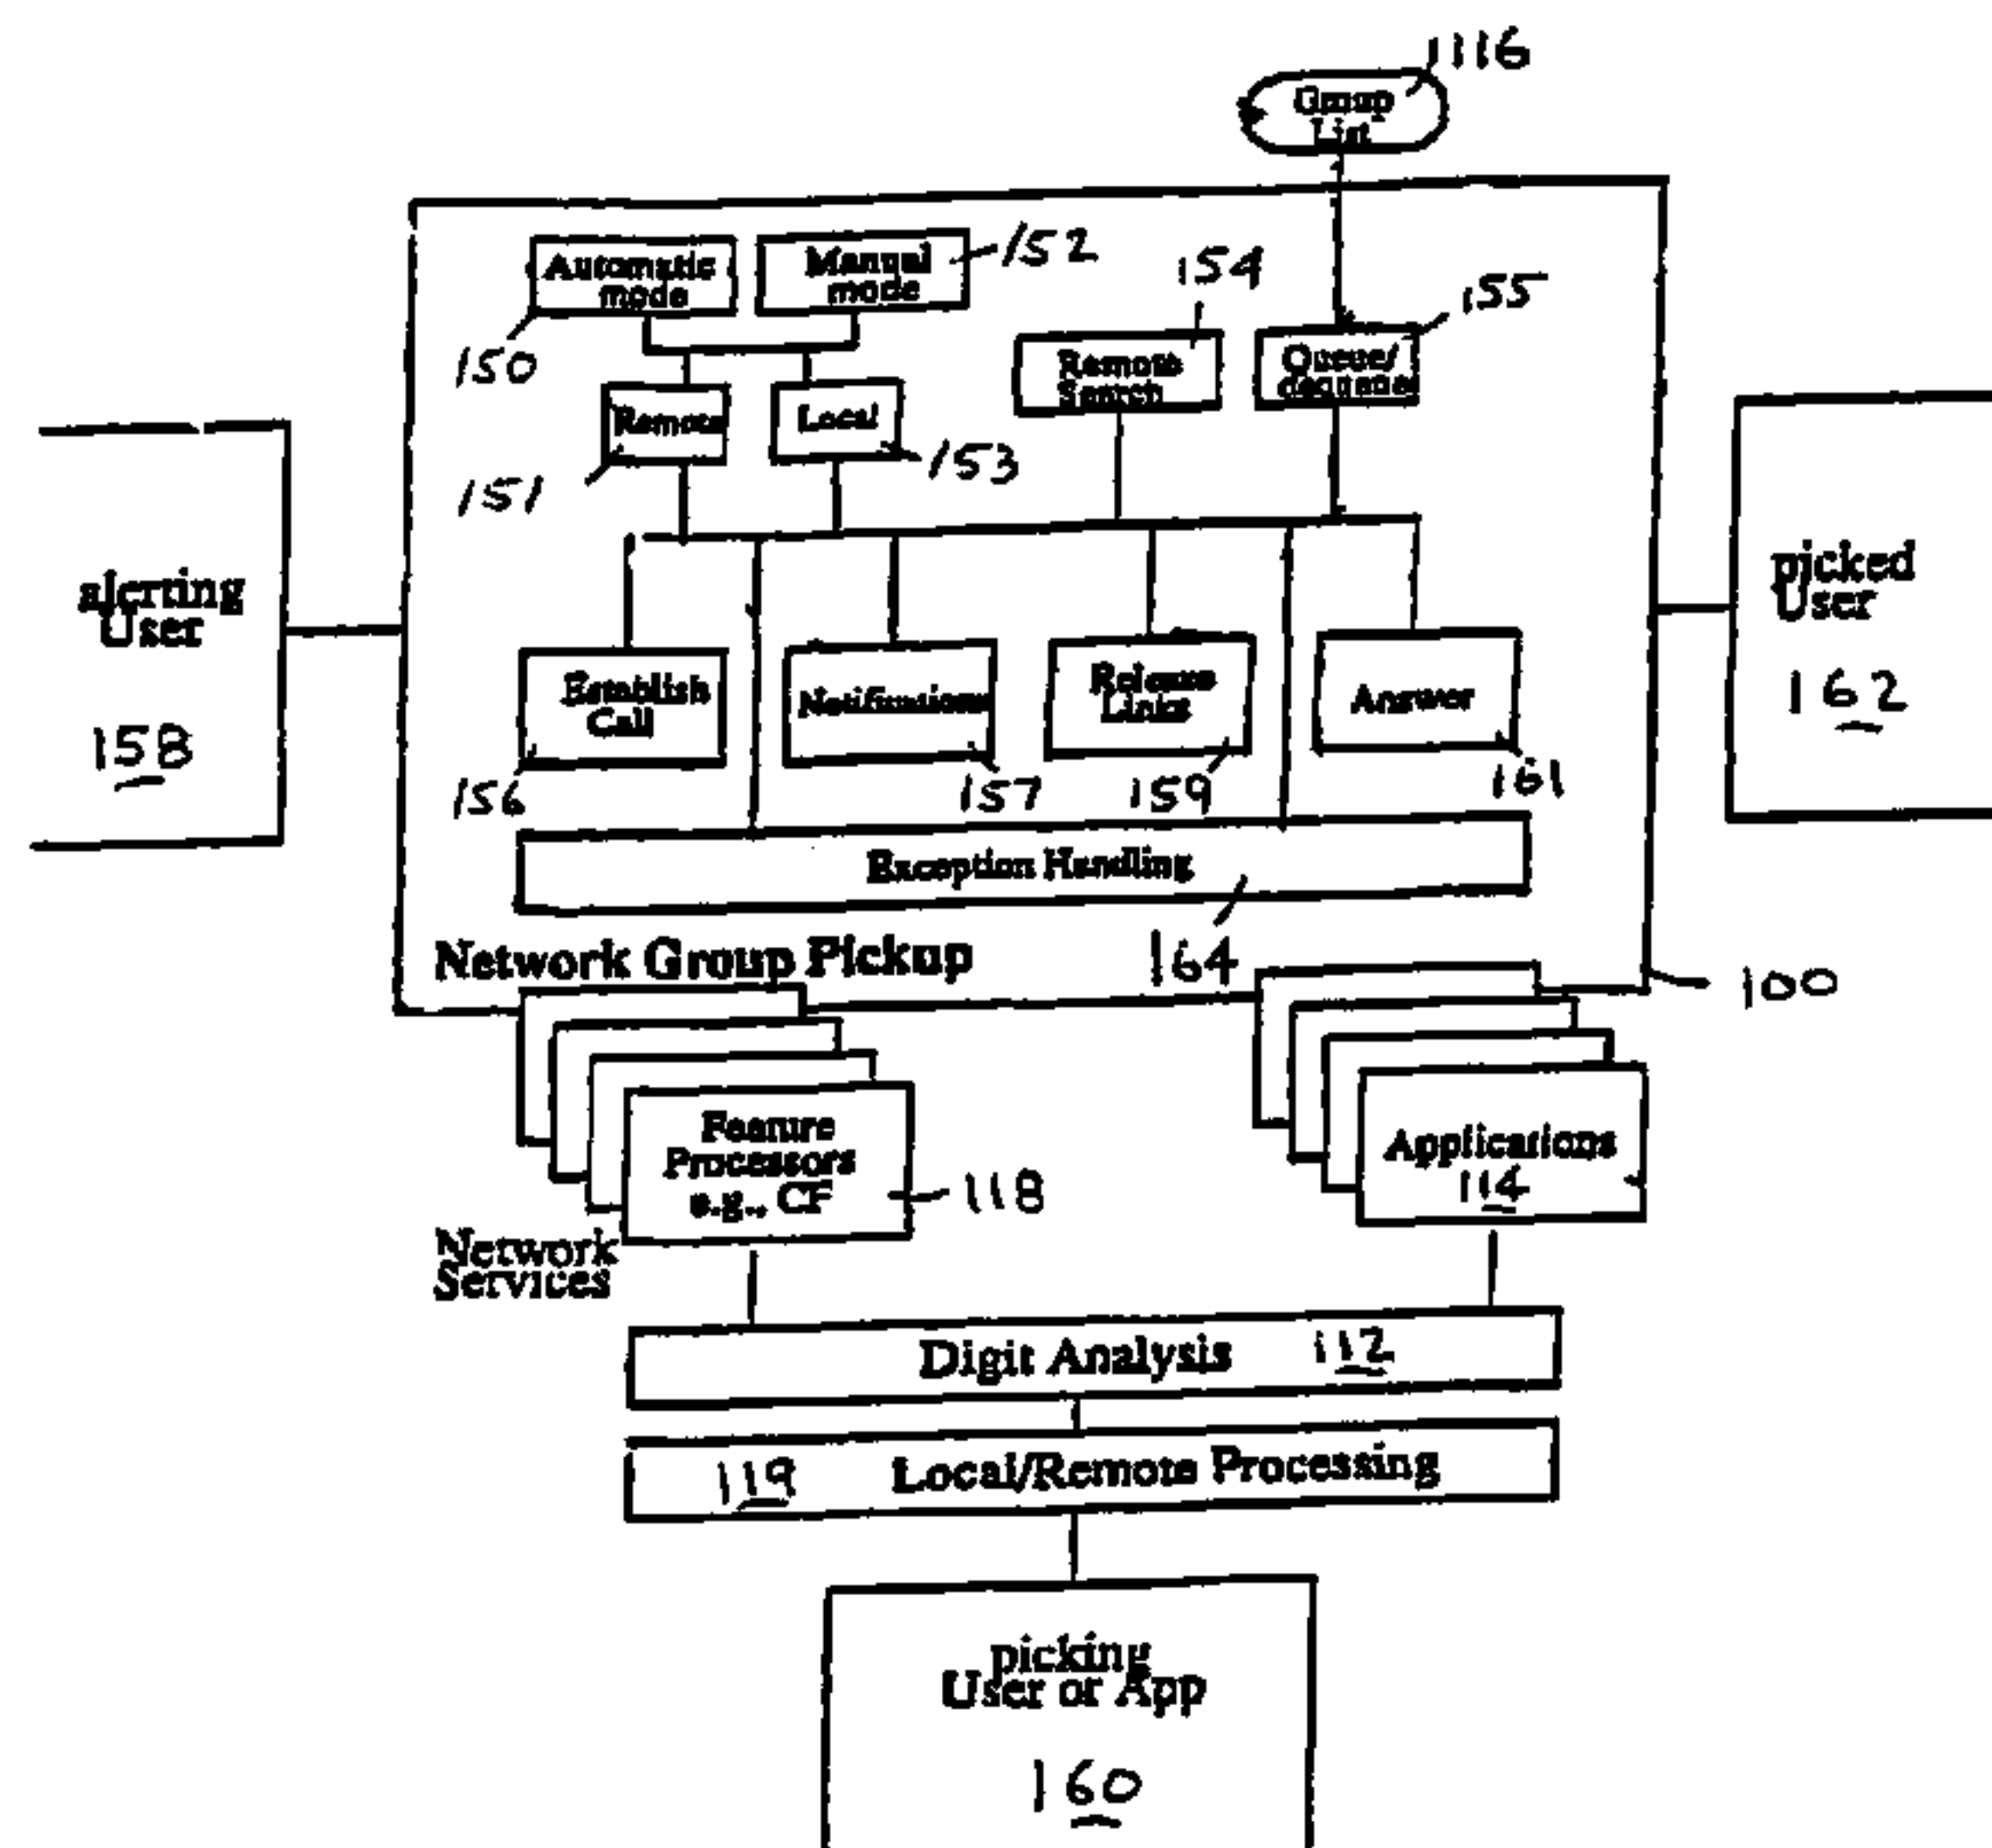 1116
Group
List
Automatic
mode
Manual
mode
152
154
155
150
Remote
Search
Queue/
dequeue
Remote
Local
153
151
alerting
User
158
picked
User
162
Establish
Call
Notifications
Release
Links
Answer
156
157
159
161
Exception Handling
Network Group Pickup
164
100
Feature
Processors
e.g., CF
118
Applications
114
Network
Services
Digit Analysis 112
119 Local/Remote Processing
picking
User or App
160